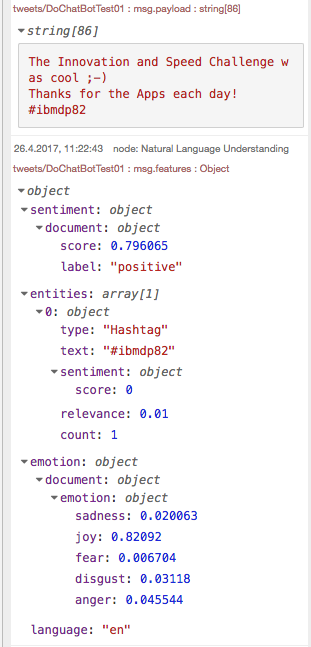 tweets/DoChatBotTest01 : msg.payload : string[86]
string[86]
The Innovation and Speed Challenge w
as cool ;-)
Thanks for the Apps each day!
#ibmdp82
26.4.2017, 11:22:43 node: Natural Language Understanding
tweets/DoChatBotTest01 : msg.features : Object
object
sentiment: object
document: object
score: 0.796065
label: "positive"
entities: array[1]
0: object
type: "Hashtag"
text: "#ibmdp82"
sentiment: object
score: 0
relevance: 0.01
count: 1
emotion: object
document: object
emotion: object
sadness: 0.020063
joy: 0.82092
fear: 0.006704
disgust: 0.03118
anger: 0.045544
language: "en"